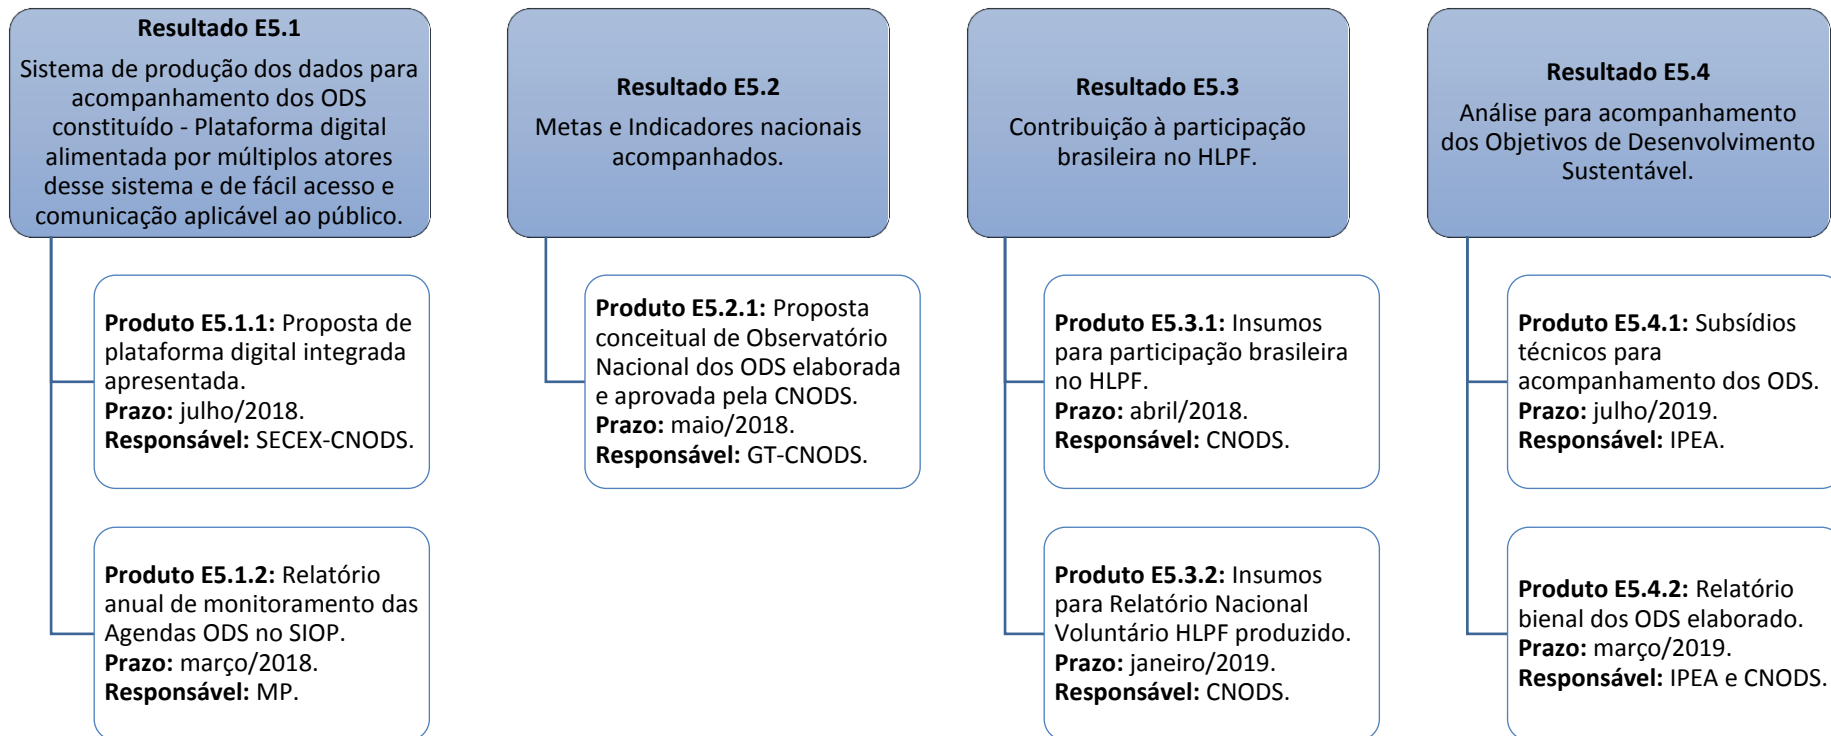 Resultado E5.1
Sistema de produção dos dados para
acompanhamento dos ODS
constituído - Plataforma digital
alimentada por múltiplos atores
desse sistema e de fácil acesso e
comunicação aplicável ao público.
Produto E5.1.1: Proposta de
plataforma digital integrada
apresentada.
Prazo: julho/2018.
Responsável: SECEX-CNODS.
Produto E5.1.2: Relatório
anual de monitoramento das
Agendas ODS no SIOP.
Prazo: março/2018.
Responsável: MP.
Resultado E5.2
Metas e Indicadores nacionais
acompanhados.
Produto E5.2.1: Proposta
conceitual de Observatório
Nacional dos ODS elaborada
e aprovada pela CNODS.
Prazo: maio/2018.
Responsável: GT-CNODS.
Resultado E5.3
Contribuição à participação
brasileira no HLPF.
Produto E5.3.1: Insumos
para participação brasileira
no HLPF.
Prazo: abril/2018.
Responsável: CNODS.
Produto E5.3.2: Insumos
para Relatório Nacional
Voluntário HLPF produzido.
Prazo: janeiro/2019.
Responsável: CNODS.
Resultado E5.4
Análise para acompanhamento
dos Objetivos de Desenvolvimento
Sustentável.
Produto E5.4.1: Subsídios
técnicos para
acompanhamento dos ODS.
Prazo: julho/2019.
Responsável: IPEA.
Produto E5.4.2: Relatório
bienal dos ODS elaborado.
Prazo: março/2019.
Responsável: IPEA e CNODS.